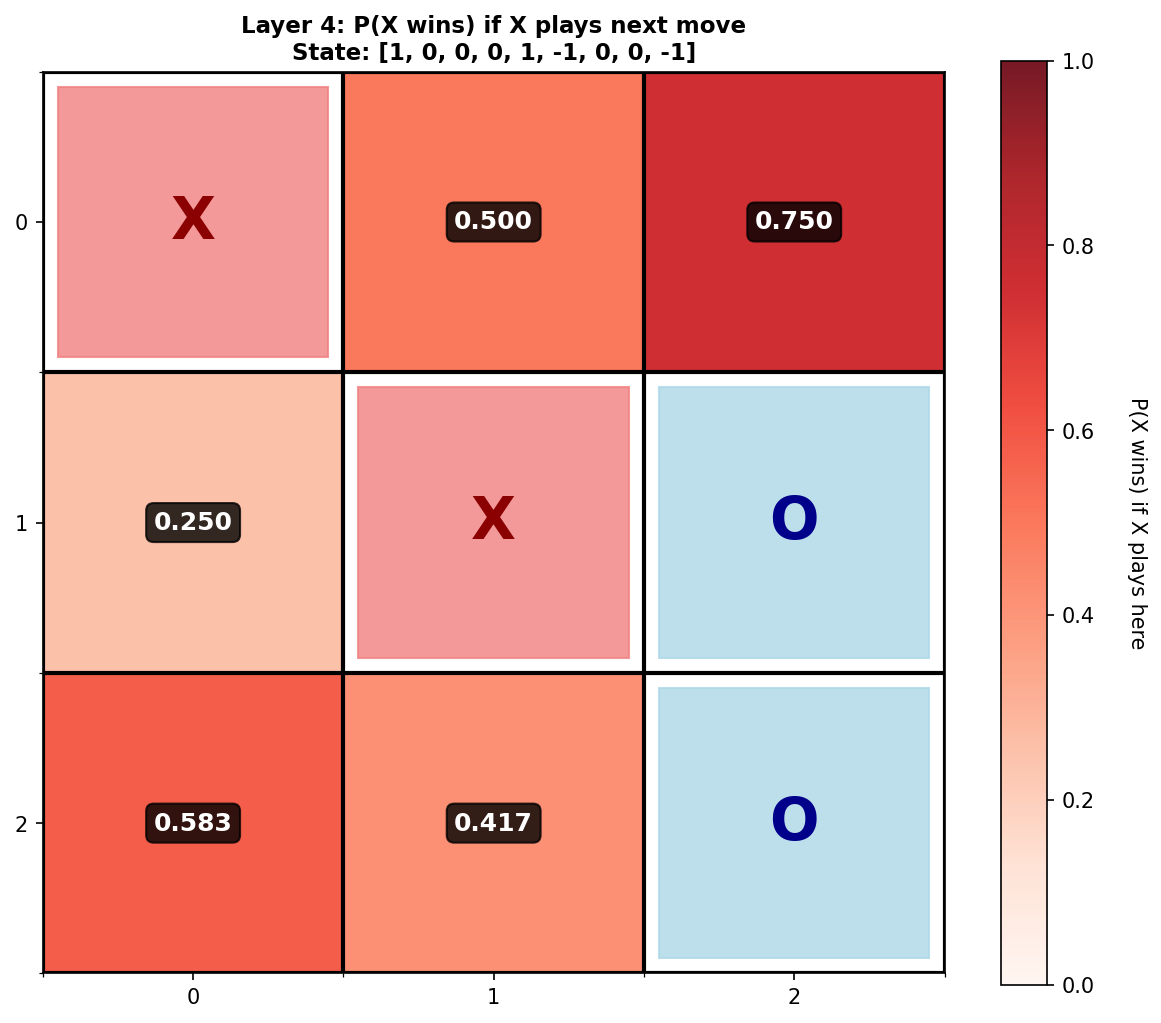 Layer 4: P(X wins) if X plays next move
State: [1, 0, 0, 0, 1, -1, 0, 0, -1]
0
X
0.500
0.750
1
0.250
X
O
2
0.583
0.417
O
0
1
2
1.0
0.8
0.6
0.4
0.2
0.0
P(X wins) if X plays here